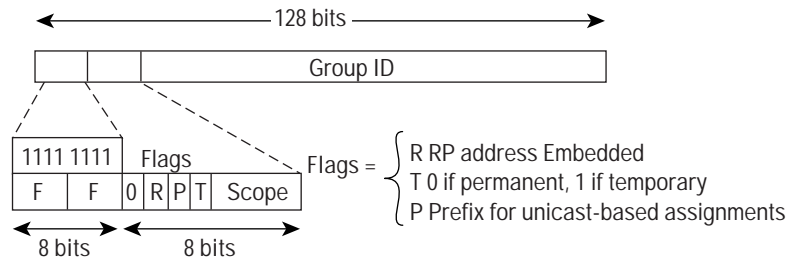 128 bits
Group ID
1111 1111
Flags
F F 0 R P T Scope
8 bits 8 bits
Flags =
R RP address Embedded
T 0 if permanent, 1 if temporary
P Prefix for unicast-based assignments